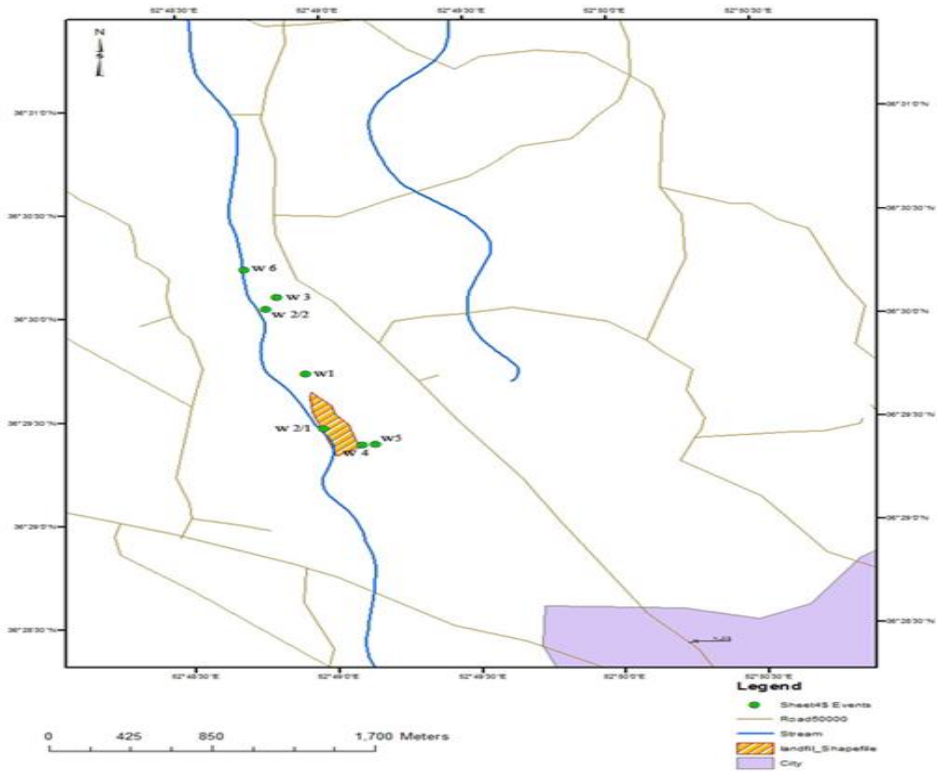 52°48'30"E 52°49'0"E 52°49'30"E 52°50'0"E 52°50'30"E
N
36°31'0"N 36°31'0"N
36°30'30"N 36°30'30"N
W 6
W 3
W 2/2
36°30'0"N 36°30'0"N
W1
36°29'30"N 36°29'30"N
W 2/1
W5
W 4
36°29'0"N 36°29'0"N
36°28'30"N 36°28'30"N
52°48'30"E 52°49'0"E 52°49'30"E 52°50'0"E 52°50'30"E
Legend
Sheet4$ Events
Road50000
Stream
landfill_Shapefile
City
0 425 850 1,700 Meters